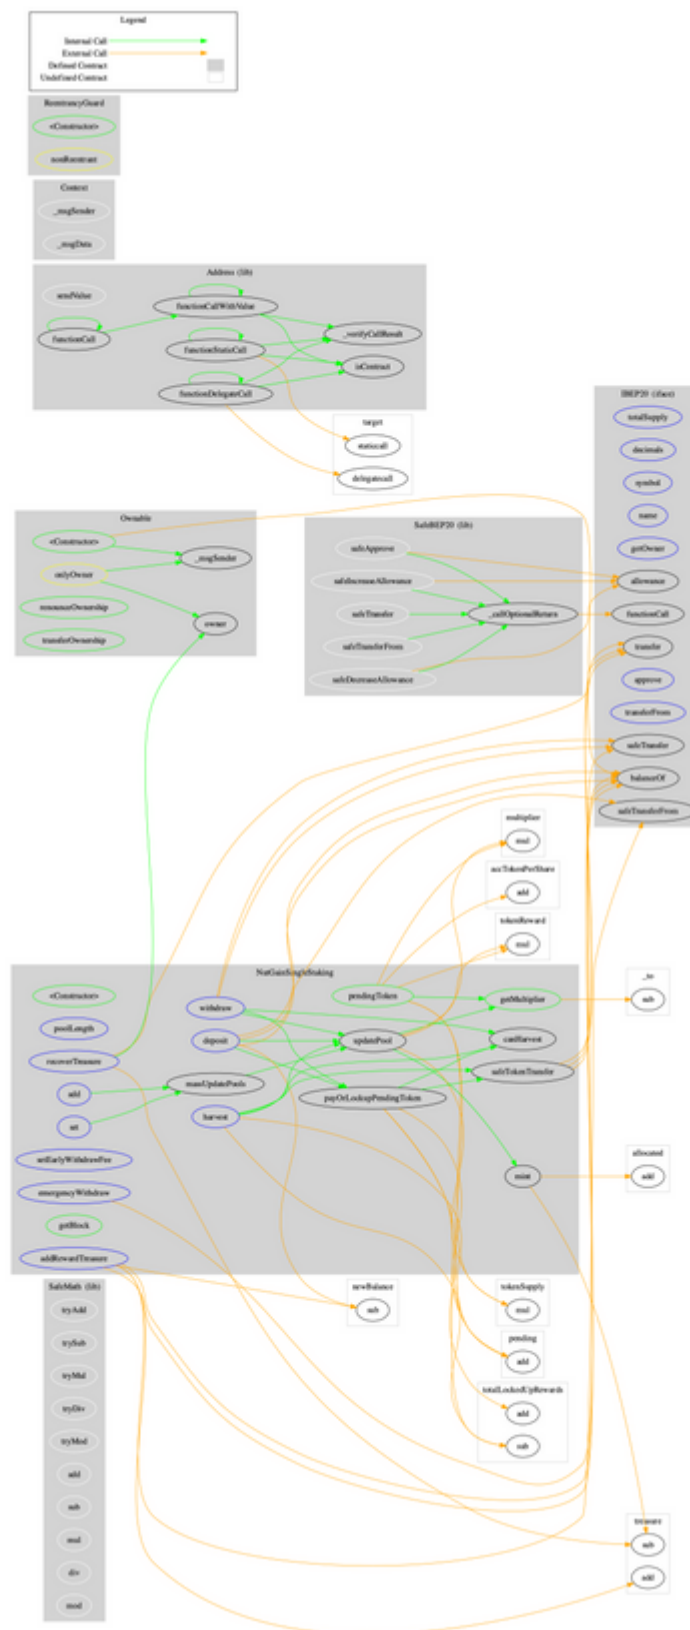 Legend
Internal Call
External Call
Defined Contract
Undefined Contract
ReentrancyGuard
<Constructor>
nonReentrant
Context
_msgSender
_msgData
Address (lib)
sendValue
functionCall
functionCallWithValue
functionStaticCall
functionDelegateCall
_verifyCallResult
isContract
target
staticcall
delegatecall
IBEP20 (iface)
totalSupply
decimals
symbol
name
getOwner
allowance
functionCall
transfer
approve
transferFrom
safeTransfer
balanceOf
safeTransferFrom
Ownable
<Constructor>
onlyOwner
renounceOwnership
transferOwnership
_msgSender
owner
SafeBEP20 (lib)
safeApprove
safeIncreaseAllowance
safeTransfer
safeTransferFrom
safeDecreaseAllowance
_callOptionalReturn
multiplier
mul
accTokenPerShare
add
tokenReward
mul
NetGainSingleStaking
<Constructor>
poolLength
recoverTreasure
add
set
setEarlyWithdrawFee
emergencyWithdraw
getBlock
addRewardTreasure
withdraw
deposit
massUpdatePools
harvest
pendingToken
updatePool
payOrLockupPendingToken
getMultiplier
canHarvest
safeTokenTransfer
mint
_to
sub
allocated
add
SafeMath (lib)
tryAdd
trySub
tryMul
tryDiv
tryMod
add
sub
mul
div
mod
newBalance
sub
tokenSupply
mul
pending
add
totalLockedUpRewards
add
sub
treasure
sub
add